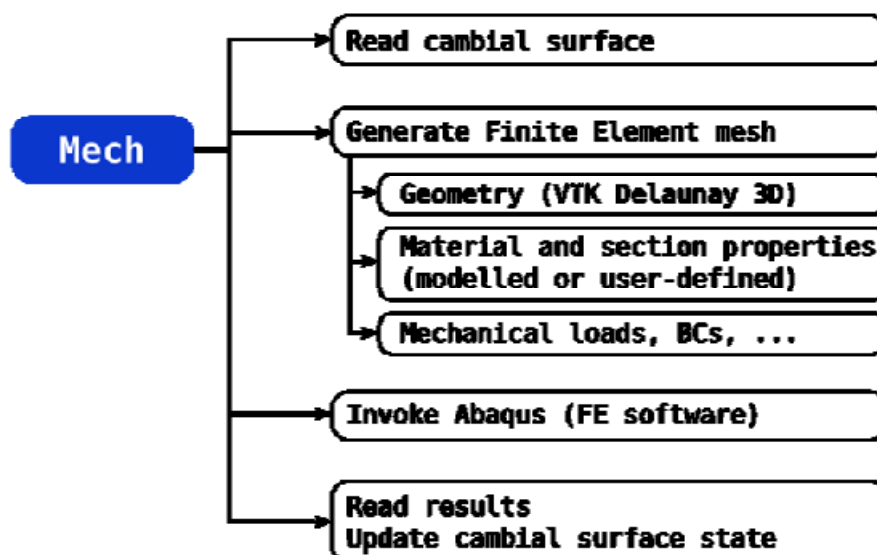 Read cambial surface
Mech
Generate Finite Element mesh
Geometry (VTK Delaunay 3D)
Material and section properties
(modelled or user-defined)
Mechanical loads, BCs, ...
Invoke Abaqus (FE software)
Read results
Update cambial surface state